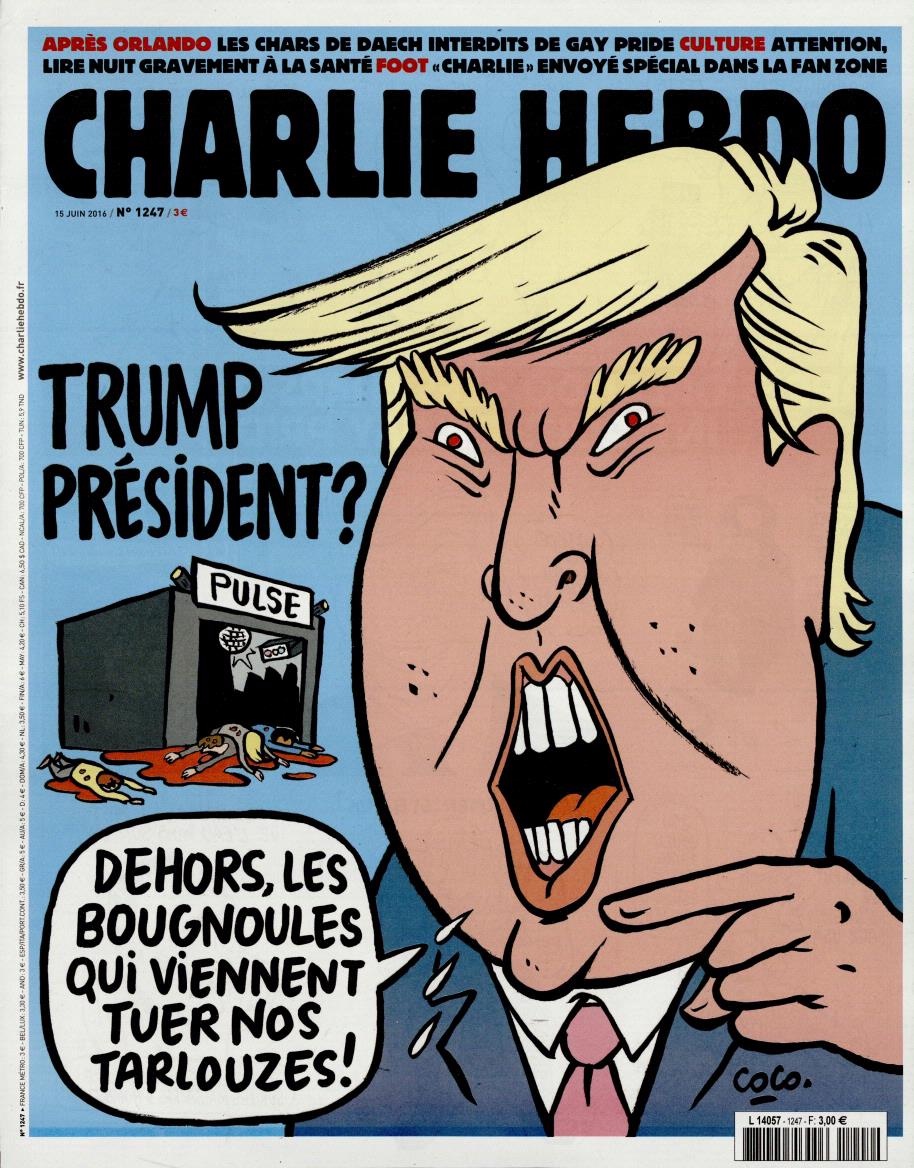 APRÈS ORLANDO LES CHARS DE DAECH INTERDITS DE GAY PRIDE CULTURE ATTENTION,
LIRE NUIT GRAVEMENT À LA SANTÉ FOOT «CHARLIE» ENVOYÉ SPÉCIAL DANS LA FAN ZONE
CHARLIE HEBDO
15 JUIN 2016 / N° 1247 / 3€
www.charliehebdo.fr
TRUMP
PRÉSIDENT?
PULSE
DEHORS, LES
BOUGNOULES
QUI VIENNENT
TUER NOS
TARLOUZES!
COCO.
L 14057 - 1247 - F: 3,00 €